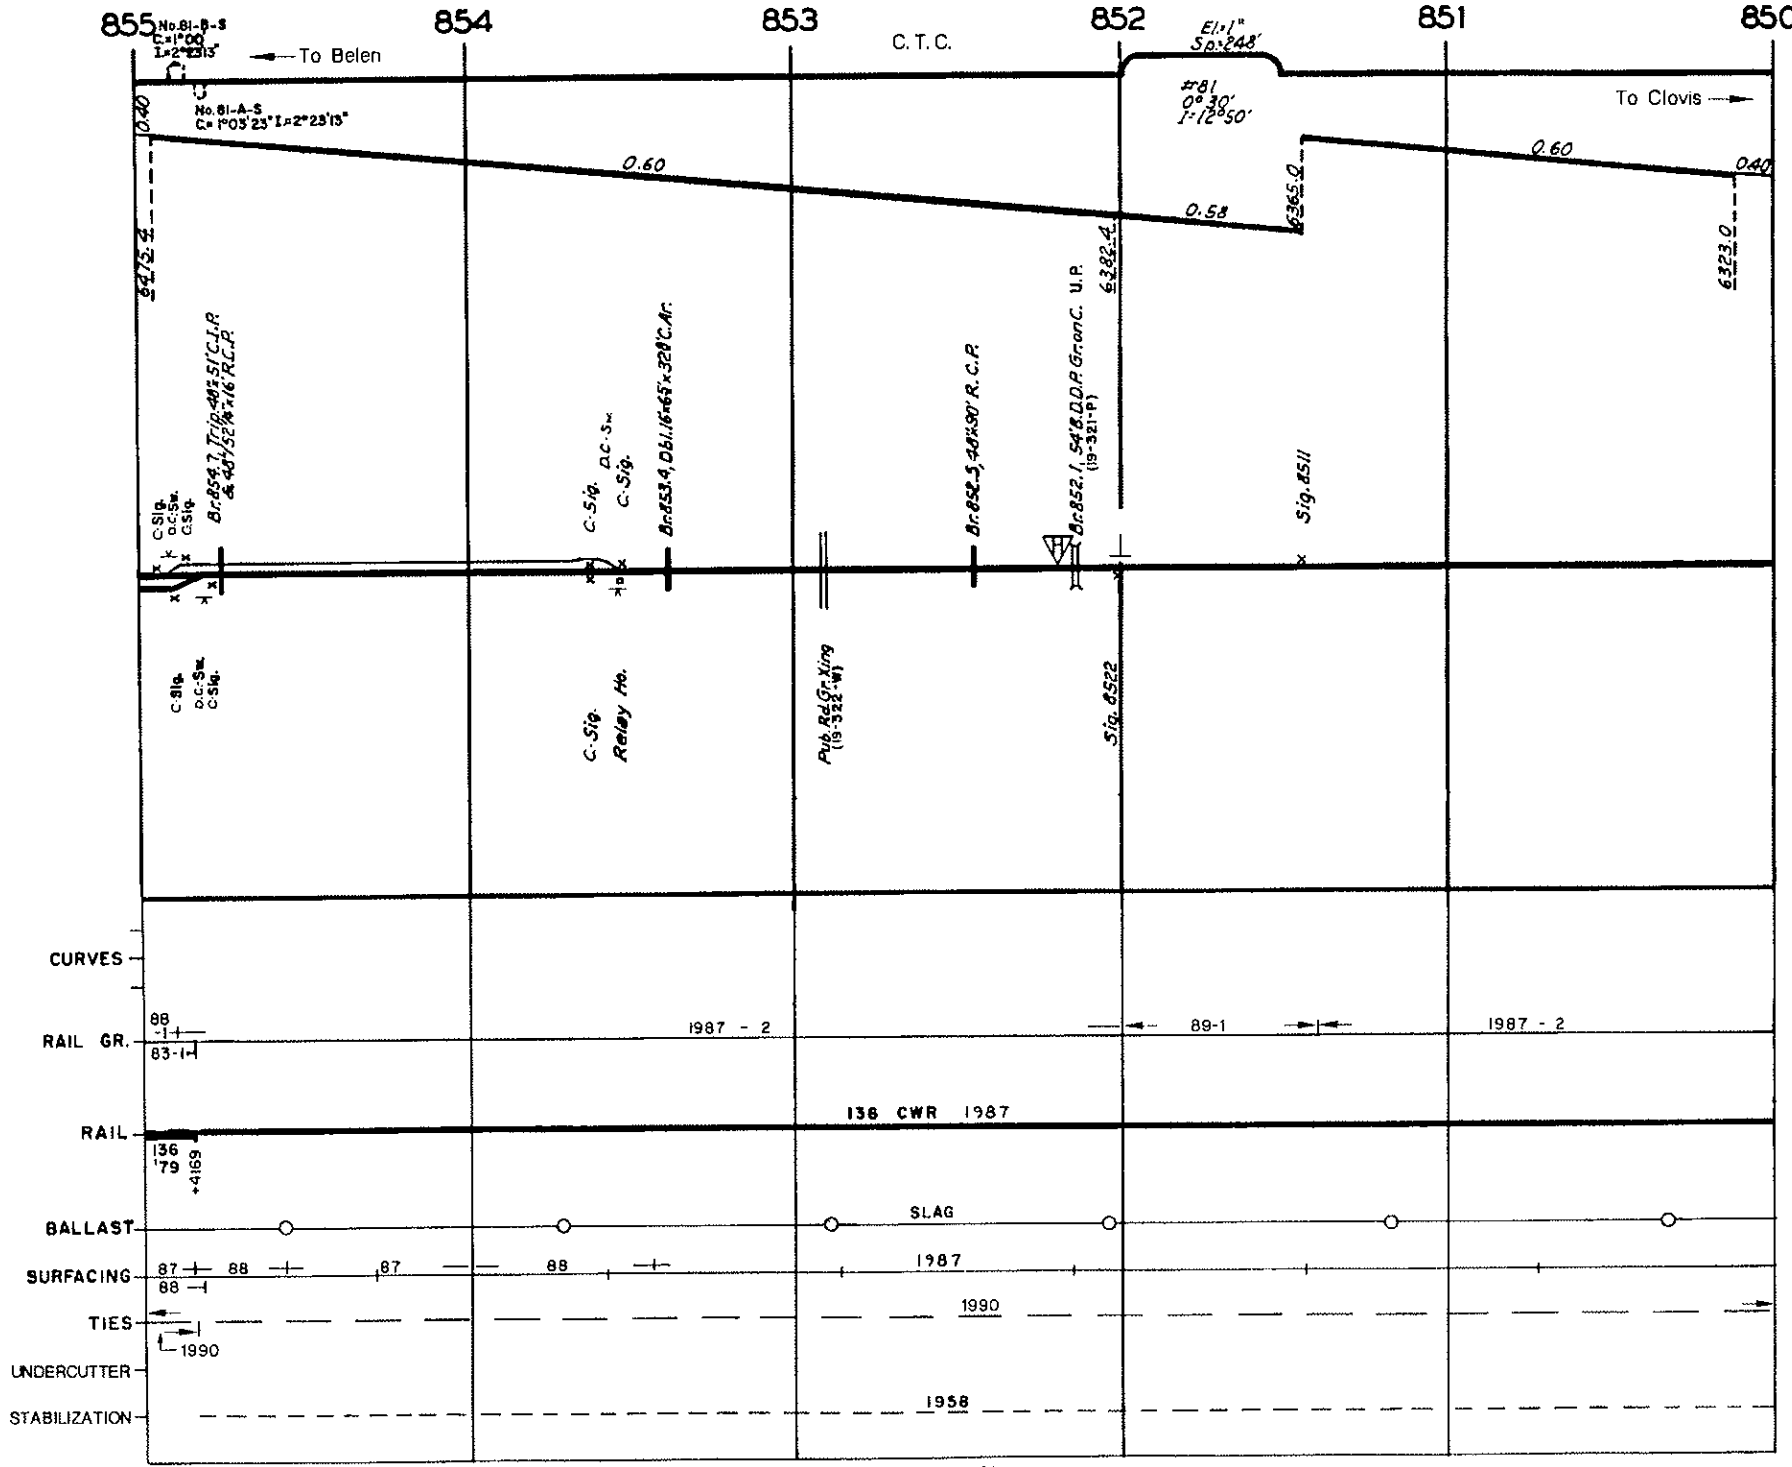 855 854 853 852 851 850
No.81-B-S
C=1°00'
I=2°23'13"
← To Belen
C. T. C.
El=1"
Sp=248'
No. 81-A-S
C=1°03'23" I=2°23'13"
#81
0° 30'
I=12°50'
To Clovis →
0.40
0.60
0.58
0.60
0.40
6475.4
6382.4
6365.0
6323.0
C-Sig.
D.C.-Sw.
C-Sig.
Br. 854.7, Trip. 48"x51' C.I.P.
C-Sig.
D.C.-Sw.
C-Sig.
Br. 853.4, Dbl. 16'x65'x328' C.Ar.
Br. 852.5, 48"x90' R.C.P.
Br. 852.1, 54' B.D.D.P. Gr. on C. U.P.
(19-321-P)
H
Sig. 8511
C-Sig.
D.C.-Sw.
C-Sig.
C-Sig.
Relay Ho.
Pub. Rd. Gr. Xing
(19-322-W)
Sig. 8522
CURVES
RAIL GR.
88
-1
83-1
1987 - 2
89-1
1987 - 2
RAIL
136 CWR 1987
136
'79
+4169
BALLAST
SLAG
SURFACING
87 88 87 88 1987
88
TIES
1990
1990
UNDERCUTTER
STABILIZATION
1958